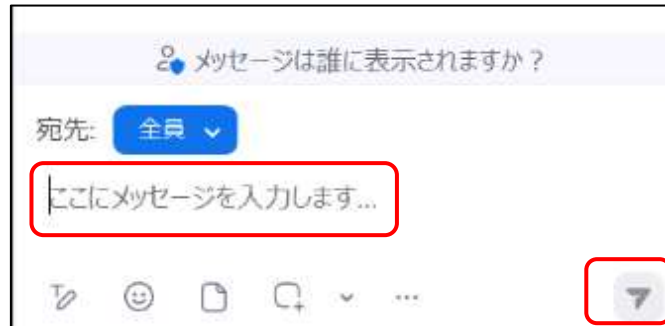 メッセージは誰に表示されますか？
宛先: 全員
ここにメッセージを入力します...